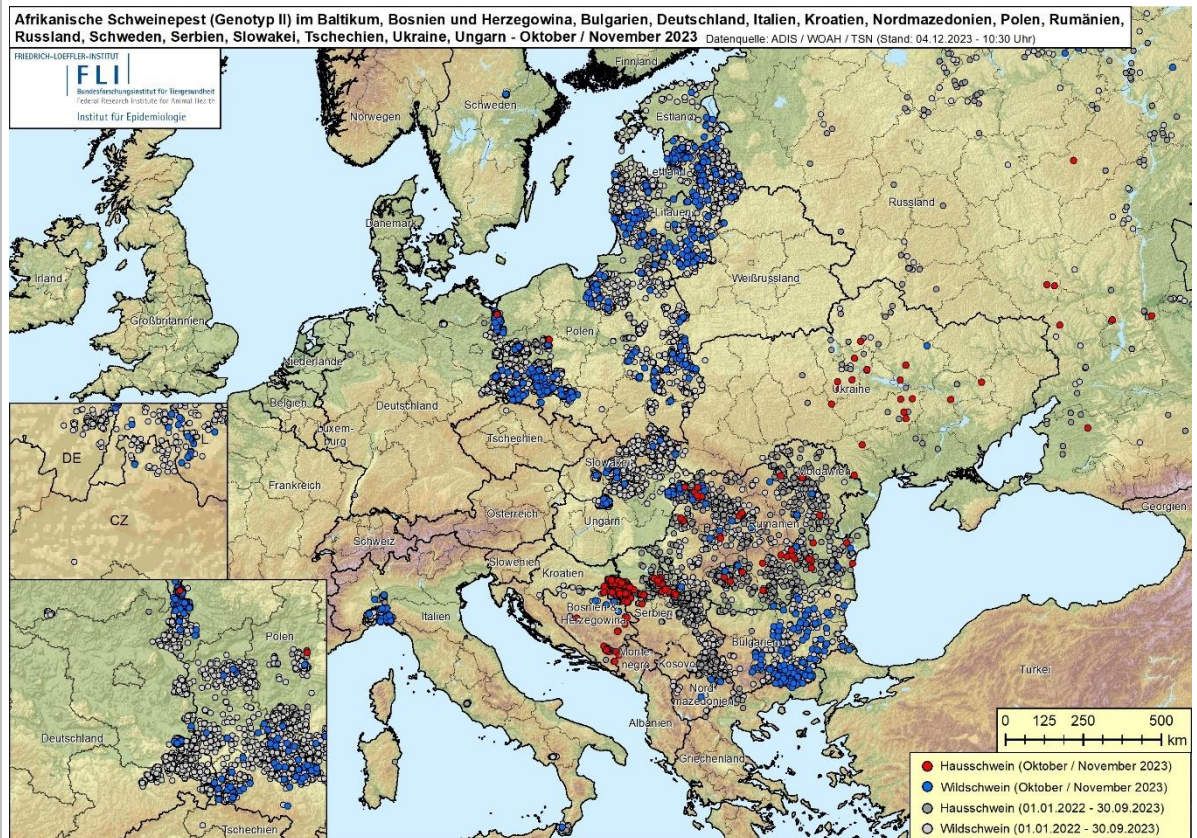 Afrikanische Schweinepest (Genotyp II) im Baltikum, Bosnien und Herzegowina, Bulgarien, Deutschland, Italien, Kroatien, Nordmazedonien, Polen, Rumänien,
Russland, Schweden, Serbien, Slowakei, Tschechien, Ukraine, Ungarn - Oktober / November 2023 Datenquelle: ADIS / WOAH / TSN (Stand: 04.12.2023 - 10:30 Uhr)
FRIEDRICH-LOEFFLER-INSTITUT
FLI
Bundesforschungsinstitut für Tiergesundheit
Federal Research Institute for Animal Health
Institut für Epidemiologie
Finnland
Schweden
Norwegen
Estland
Lettland
Russland
Litauen
Dänemark
Weißrussland
Irland
Großbritannien
Polen
Niederlande
Ukraine
Belgien
Deutschland
Luxem-
burg
Tschechien
DE
CZ
Slowakei
Moldawien
Frankreich
Österreich
Ungarn
Rumänien
Georgien
Schweiz
Slowenien
Kroatien
Bosnien &
Herzegowina
Serbien
Italien
Monte-
negro
Kosovo
Bulgarien
Nord-
mazedonien
Albanien
Türkei
Griechenland
Polen
Deutschland
Tschechien
0 125 250 500
km
Hausschwein (Oktober / November 2023)
Wildschwein (Oktober / November 2023)
Hausschwein (01.01.2022 - 30.09.2023)
Wildschwein (01.01.2022 - 30.09.2023)